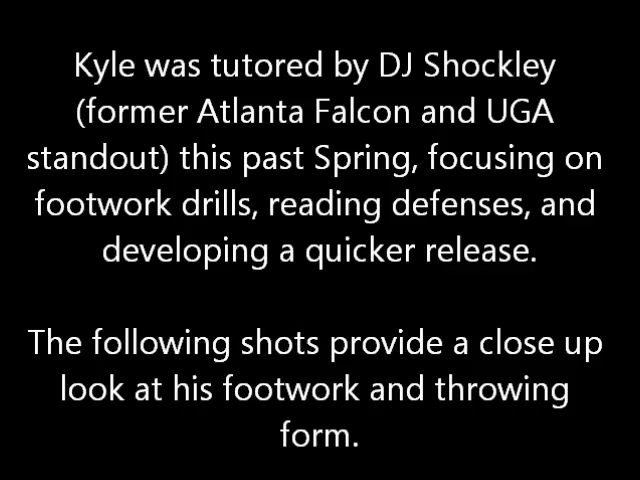 Kyle was tutored by DJ Shockley
(former Atlanta Falcon and UGA
standout) this past Spring, focusing on
footwork drills, reading defenses, and
developing a quicker release.
The following shots provide a close up
look at his footwork and throwing
form.